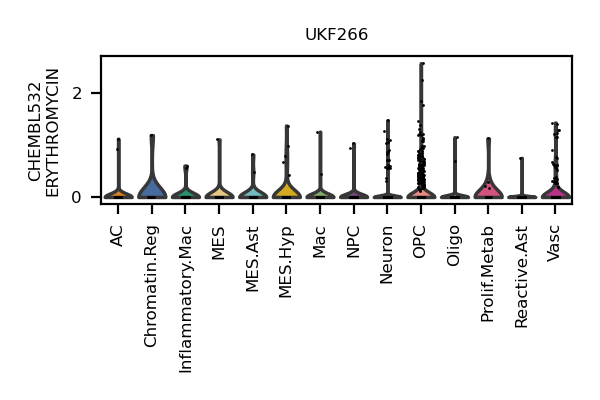 UKF266
CHEMBL532
ERYTHROMYCIN
2
0
AC
Chromatin.Reg
Inflammatory.Mac
MES
MES.Ast
MES.Hyp
Mac
NPC
Neuron
OPC
Oligo
Prolif.Metab
Reactive.Ast
Vasc